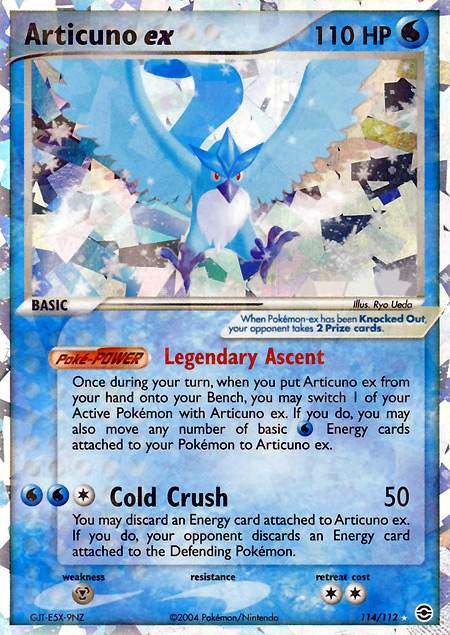 Articuno ex 110 HP
BASIC
Illus. Ryo Ueda
When Pokémon-ex has been Knocked Out,
your opponent takes 2 Prize cards.
Poké-POWER Legendary Ascent
Once during your turn, when you put Articuno ex from
your hand onto your Bench, you may switch 1 of your
Active Pokémon with Articuno ex. If you do, you may
also move any number of basic Energy cards
attached to your Pokémon to Articuno ex.
Cold Crush 50
You may discard an Energy card attached to Articuno ex.
If you do, your opponent discards an Energy card
attached to the Defending Pokémon.
weakness resistance retreat cost
GJT-E5X-9NZ ©2004 Pokémon/Nintendo 114/112